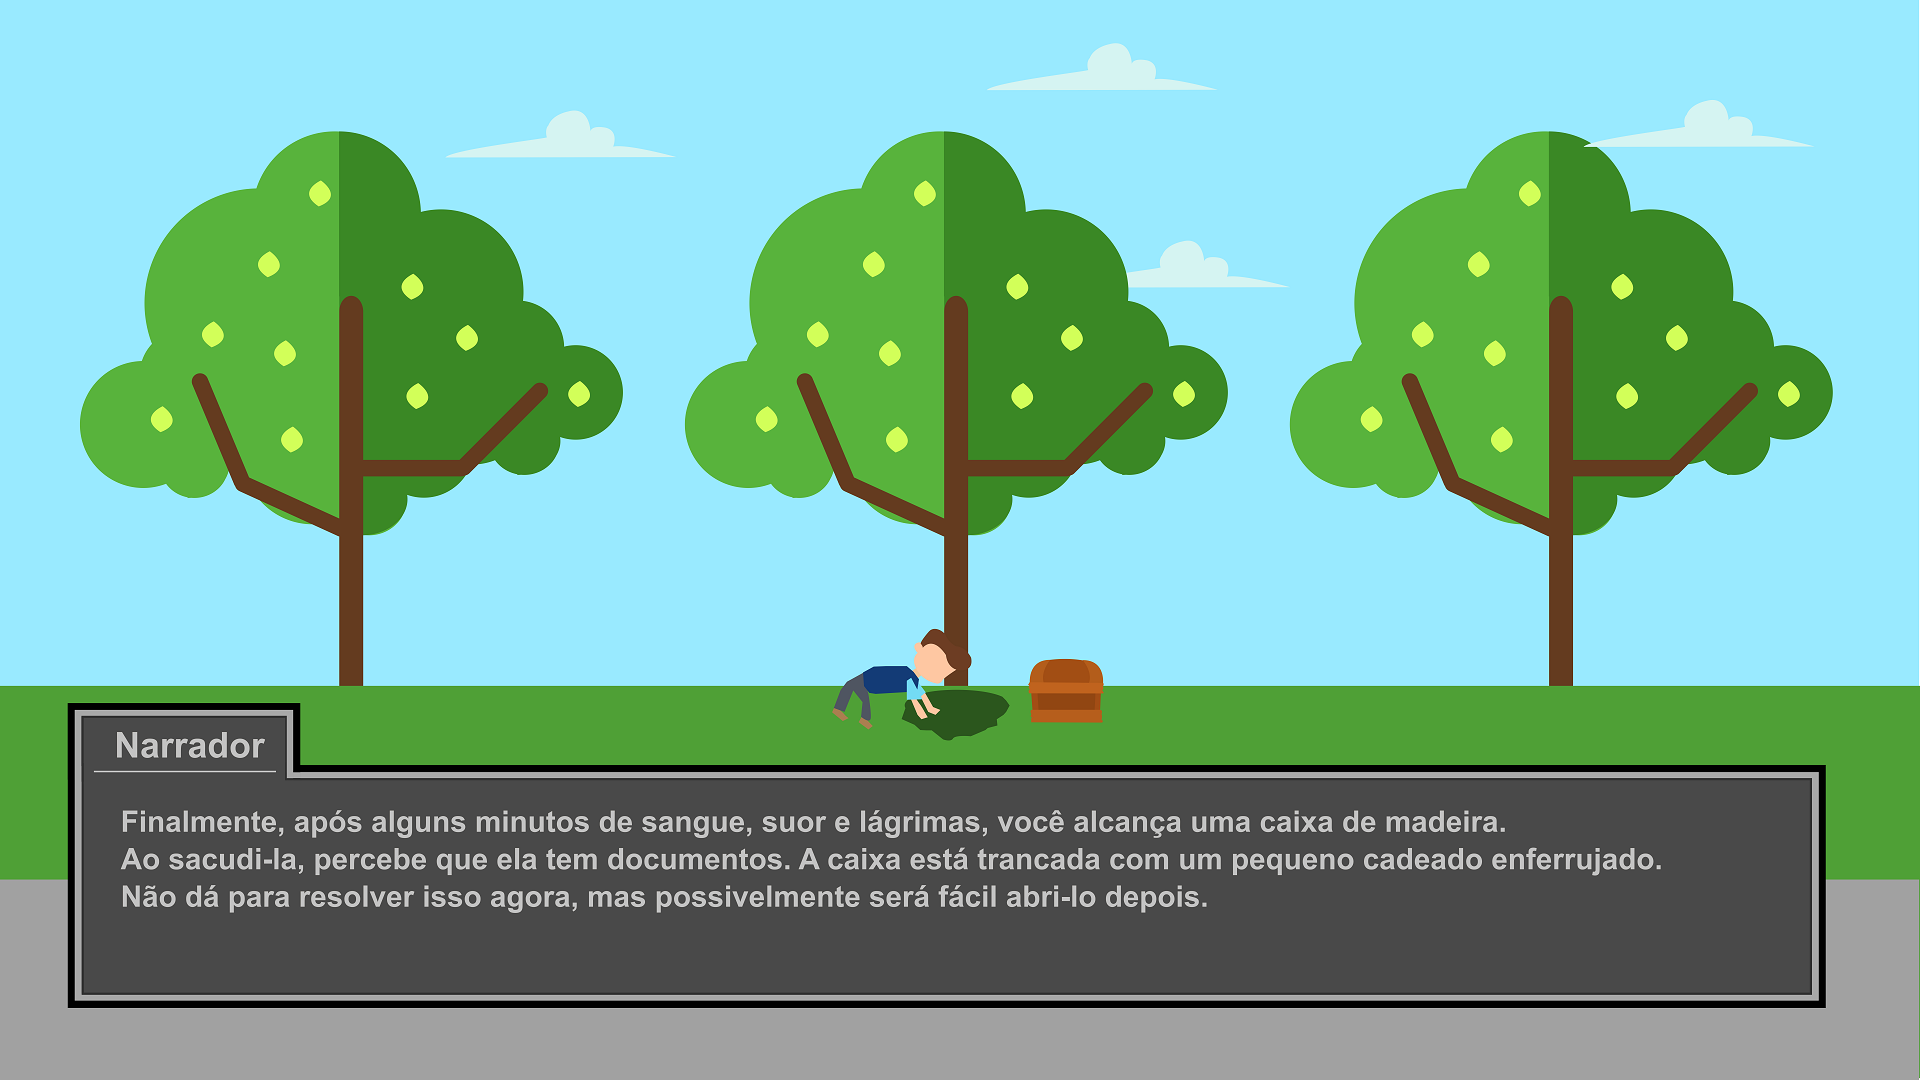 Narrador
Finalmente, após alguns minutos de sangue, suor e lágrimas, você alcança uma caixa de madeira.
Ao sacudi-la, percebe que ela tem documentos. A caixa está trancada com um pequeno cadeado enferrujado.
Não dá para resolver isso agora, mas possivelmente será fácil abri-lo depois.